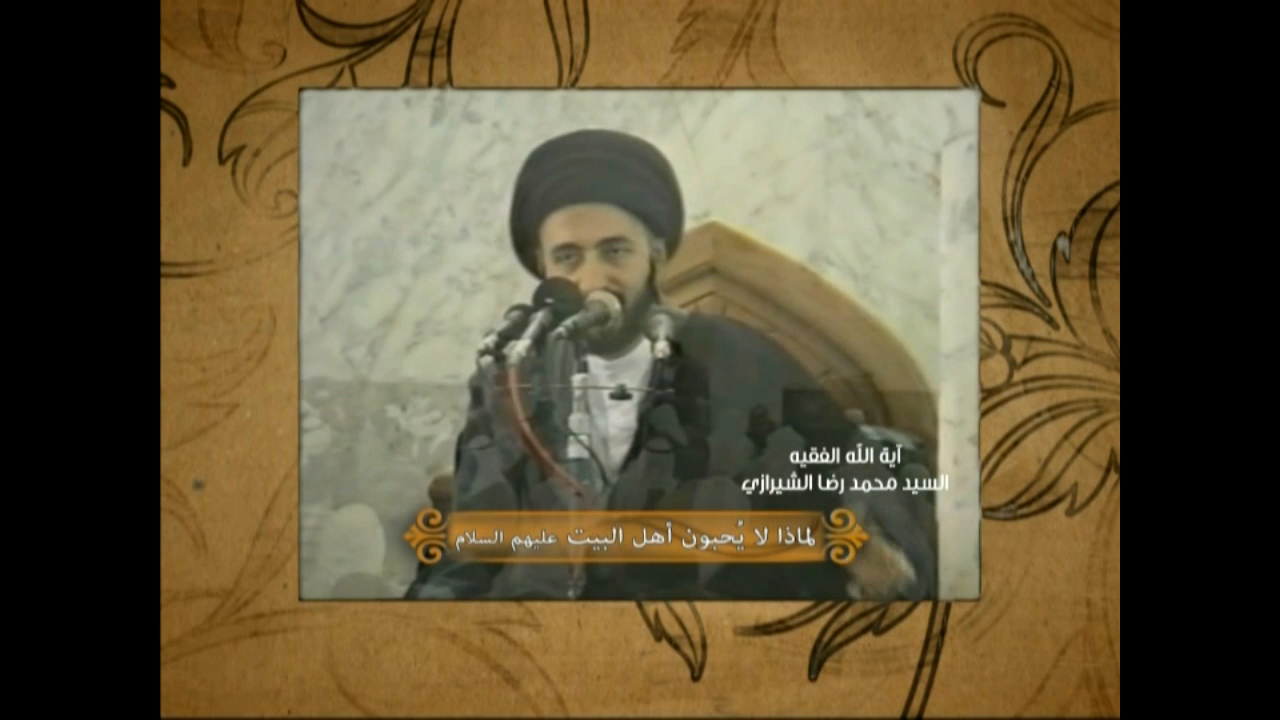 آية الله الفقيه
السيد محمد رضا الشيرازي
لماذا لا يُحبون أهل البيت عليهم السلام